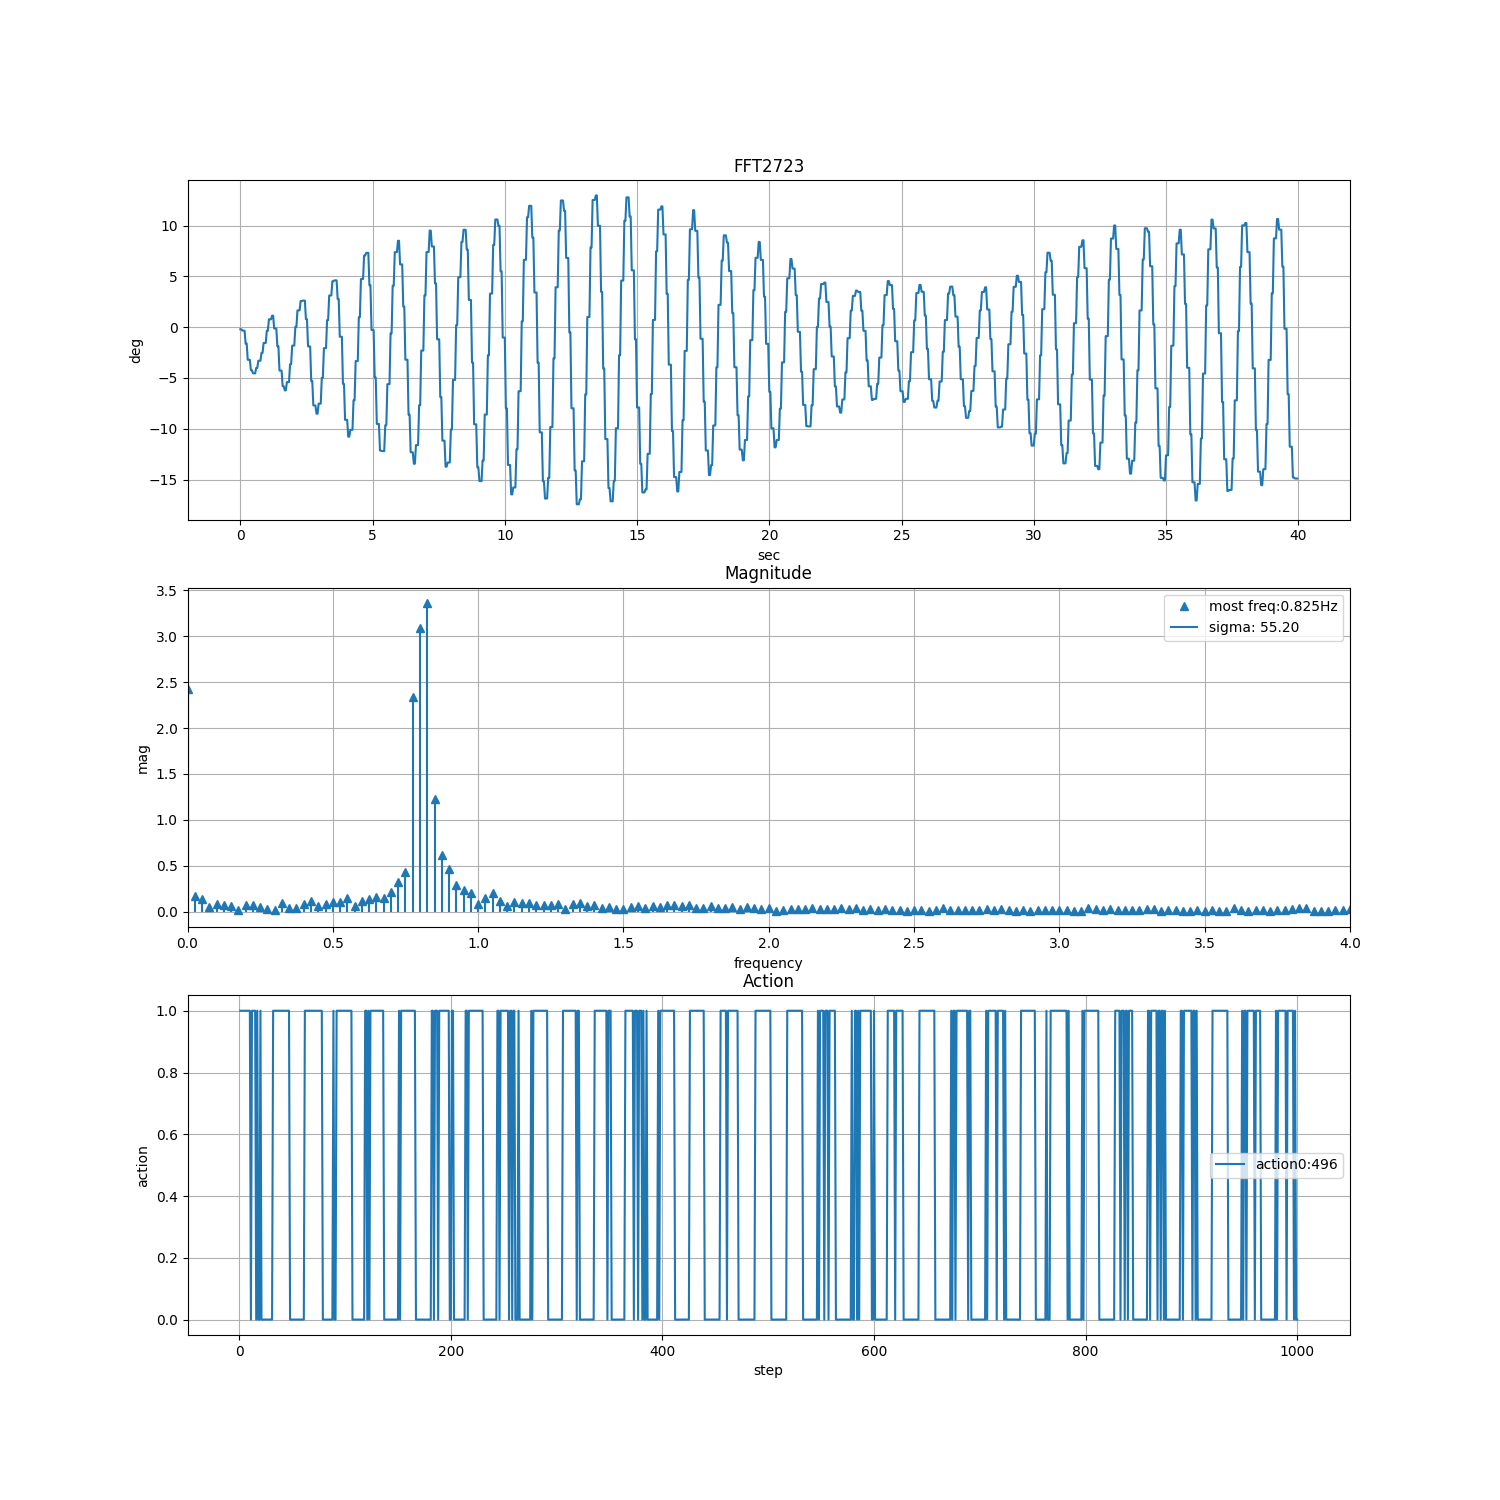 FFT2723
10
5
0
−5
−10
−15
deg
0 5 10 15 20 25 30 35 40
sec
Magnitude
3.5
3.0
2.5
2.0
1.5
1.0
0.5
0.0
mag
most freq:0.825Hz
sigma: 55.20
0.0 0.5 1.0 1.5 2.0 2.5 3.0 3.5 4.0
frequency
Action
1.0
0.8
0.6
0.4
0.2
0.0
action
action0:496
0 200 400 600 800 1000
step